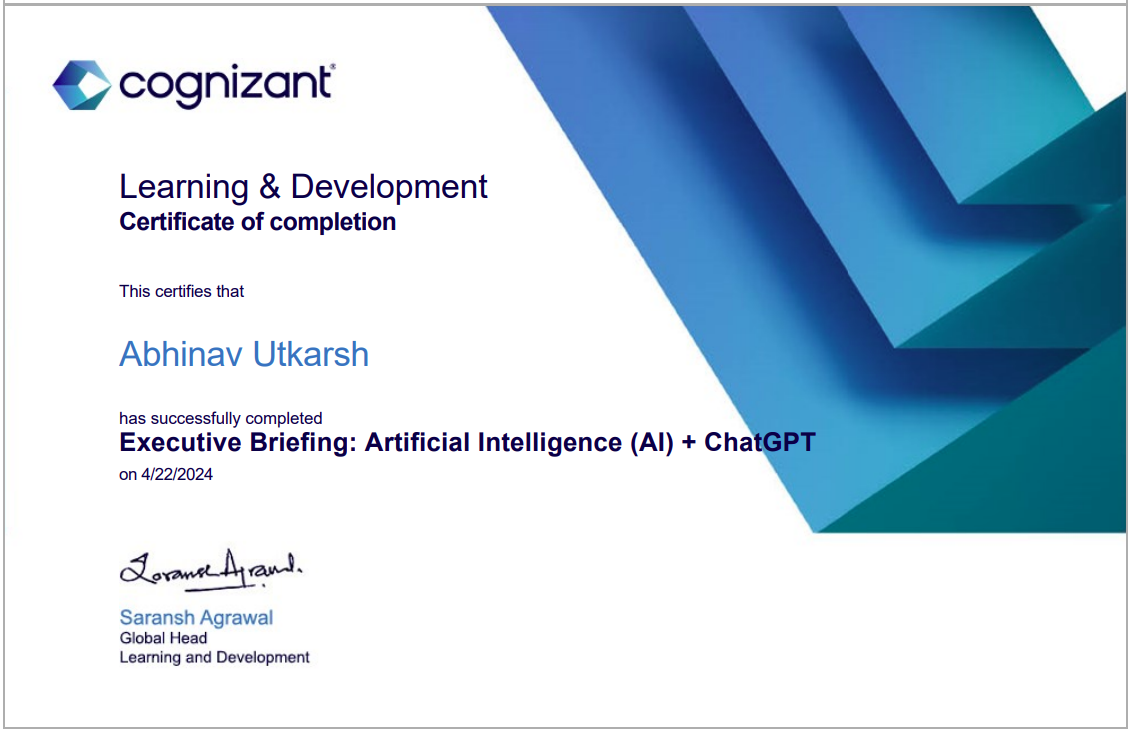 cognizant®
Learning & Development
Certificate of completion
This certifies that
Abhinav Utkarsh
has successfully completed
Executive Briefing: Artificial Intelligence (AI) + ChatGPT
on 4/22/2024
Saransh Agrawal
Saransh Agrawal
Global Head
Learning and Development